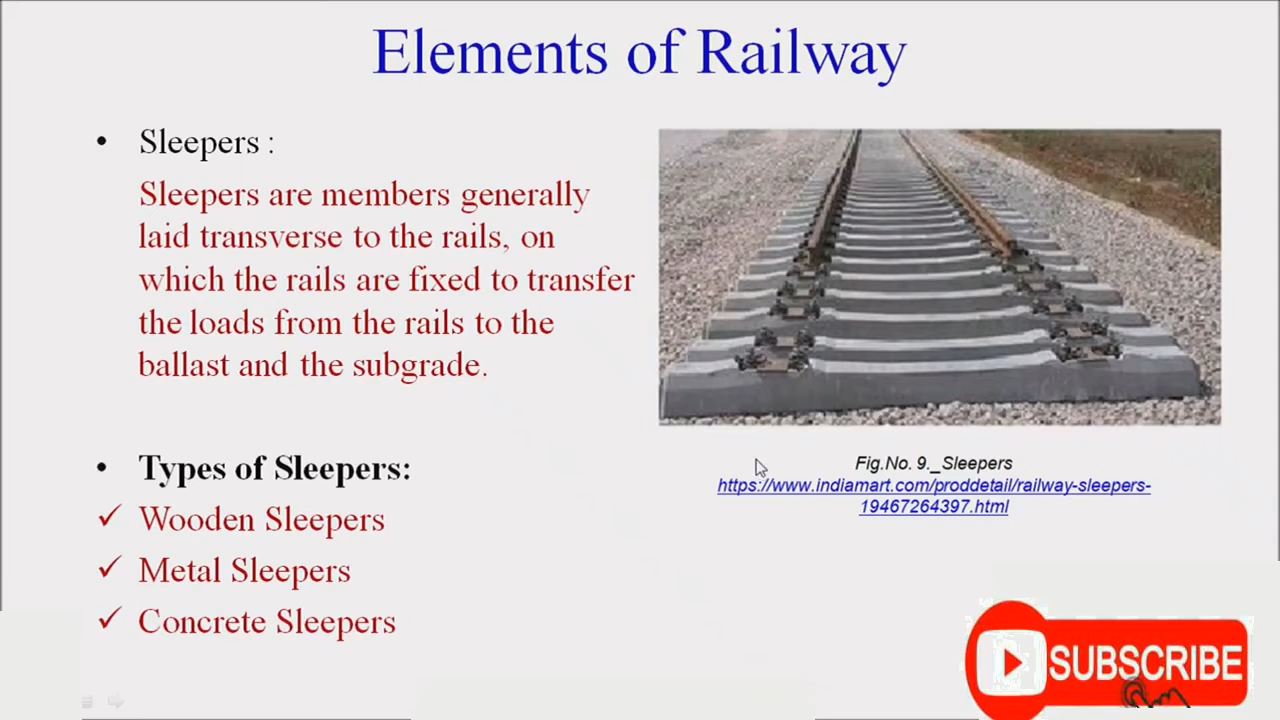 Elements of Railway
• Sleepers :
Sleepers are members generally
laid transverse to the rails, on
which the rails are fixed to transfer
the loads from the rails to the
ballast and the subgrade.
• Types of Sleepers:
✓ Wooden Sleepers
✓ Metal Sleepers
✓ Concrete Sleepers
Fig.No. 9._Sleepers
https://www.indiamart.com/proddetail/railway-sleepers-
19467264397.html
SUBSCRIBE